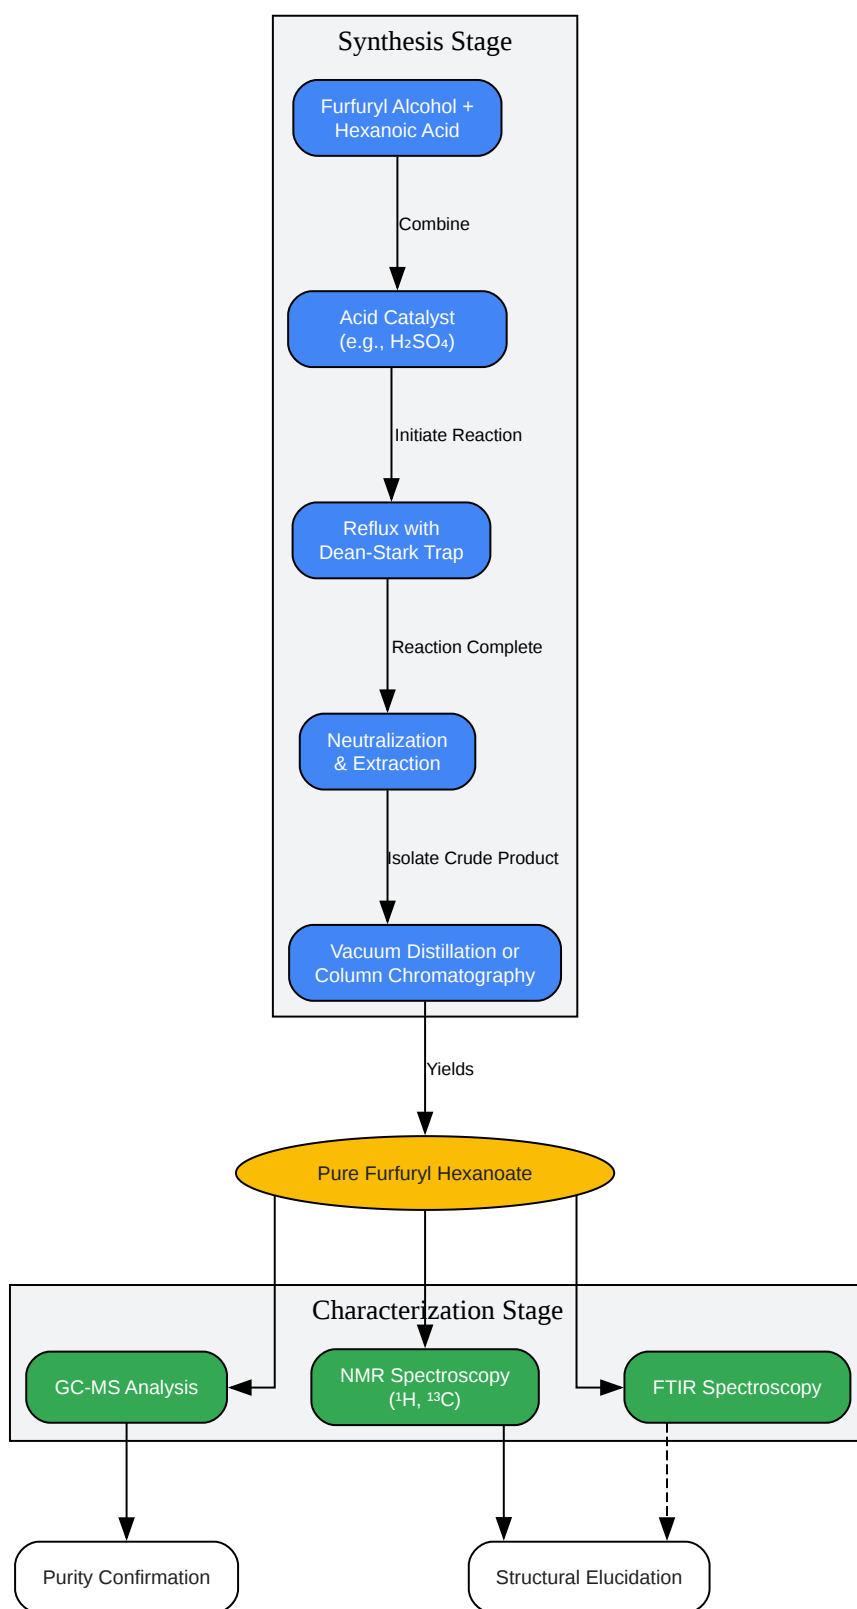 Synthesis Stage
Furfuryl Alcohol +
Hexanoic Acid
Combine
Acid Catalyst
(e.g., H₂SO₄)
Initiate Reaction
Reflux with
Dean-Stark Trap
Reaction Complete
Neutralization
& Extraction
Isolate Crude Product
Vacuum Distillation or
Column Chromatography
Yields
Pure Furfuryl Hexanoate
Characterization Stage
GC-MS Analysis
NMR Spectroscopy
(¹H, ¹³C)
FTIR Spectroscopy
Purity Confirmation
Structural Elucidation